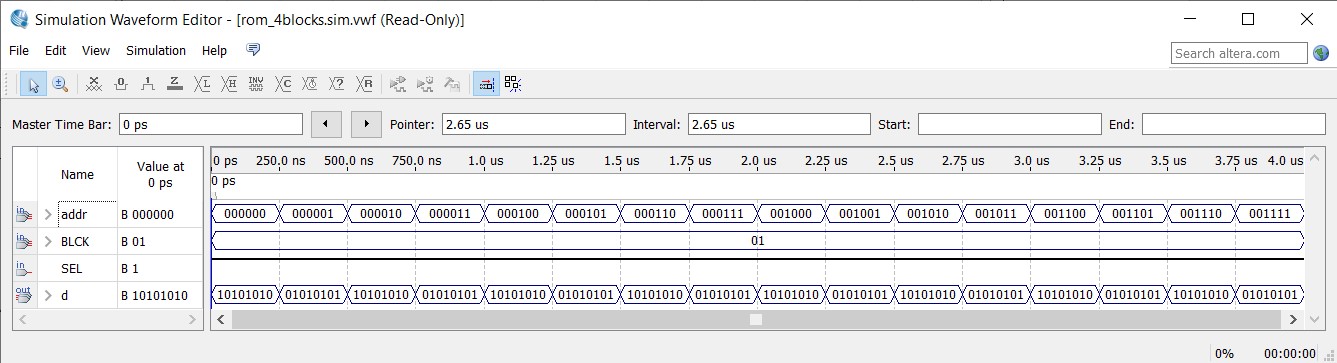 Simulation Waveform Editor - [rom_4blocks.sim.vwf (Read-Only)]
File Edit View Simulation Help
Search altera.com
Master Time Bar: 0 ps Pointer: 2.65 us Interval: 2.65 us Start: End:
Name Value at 0 ps
0 ps 250.0 ns 500.0 ns 750.0 ns 1.0 us 1.25 us 1.5 us 1.75 us 2.0 us 2.25 us 2.5 us 2.75 us 3.0 us 3.25 us 3.5 us 3.75 us 4.0 us
0 ps
addr B 000000 000000 000001 000010 000011 000100 000101 000110 000111 001000 001001 001010 001011 001100 001101 001110 001111
BLCK B 01 01
SEL B 1
d B 10101010 10101010 01010101 10101010 01010101 10101010 01010101 10101010 01010101 10101010 01010101 10101010 01010101 10101010 01010101 10101010 01010101
0% 00:00:00